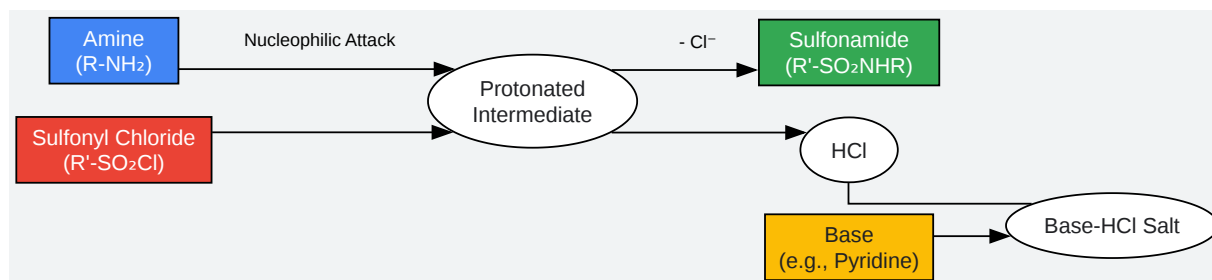 Amine
(R-NH₂)
Nucleophilic Attack
- Cl⁻
Sulfonamide
(R'-SO₂NHR)
Protonated
Intermediate
Sulfonyl Chloride
(R'-SO₂Cl)
HCl
Base
(e.g., Pyridine)
Base-HCl Salt